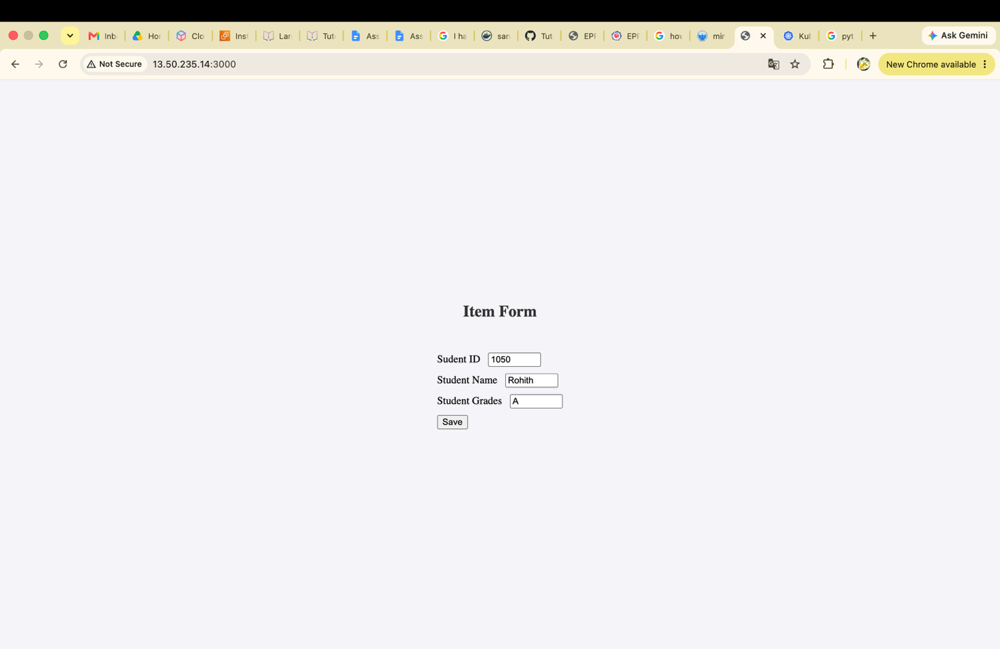 Inb Hor Clo Inst Lar Tut Ass Ass I ha san Tut EPI EPI hov mir Kul pyt Ask Gemini
Not Secure 13.50.235.14:3000 New Chrome available
Item Form
Sudent ID 1050
Student Name Rohith
Student Grades A
Save